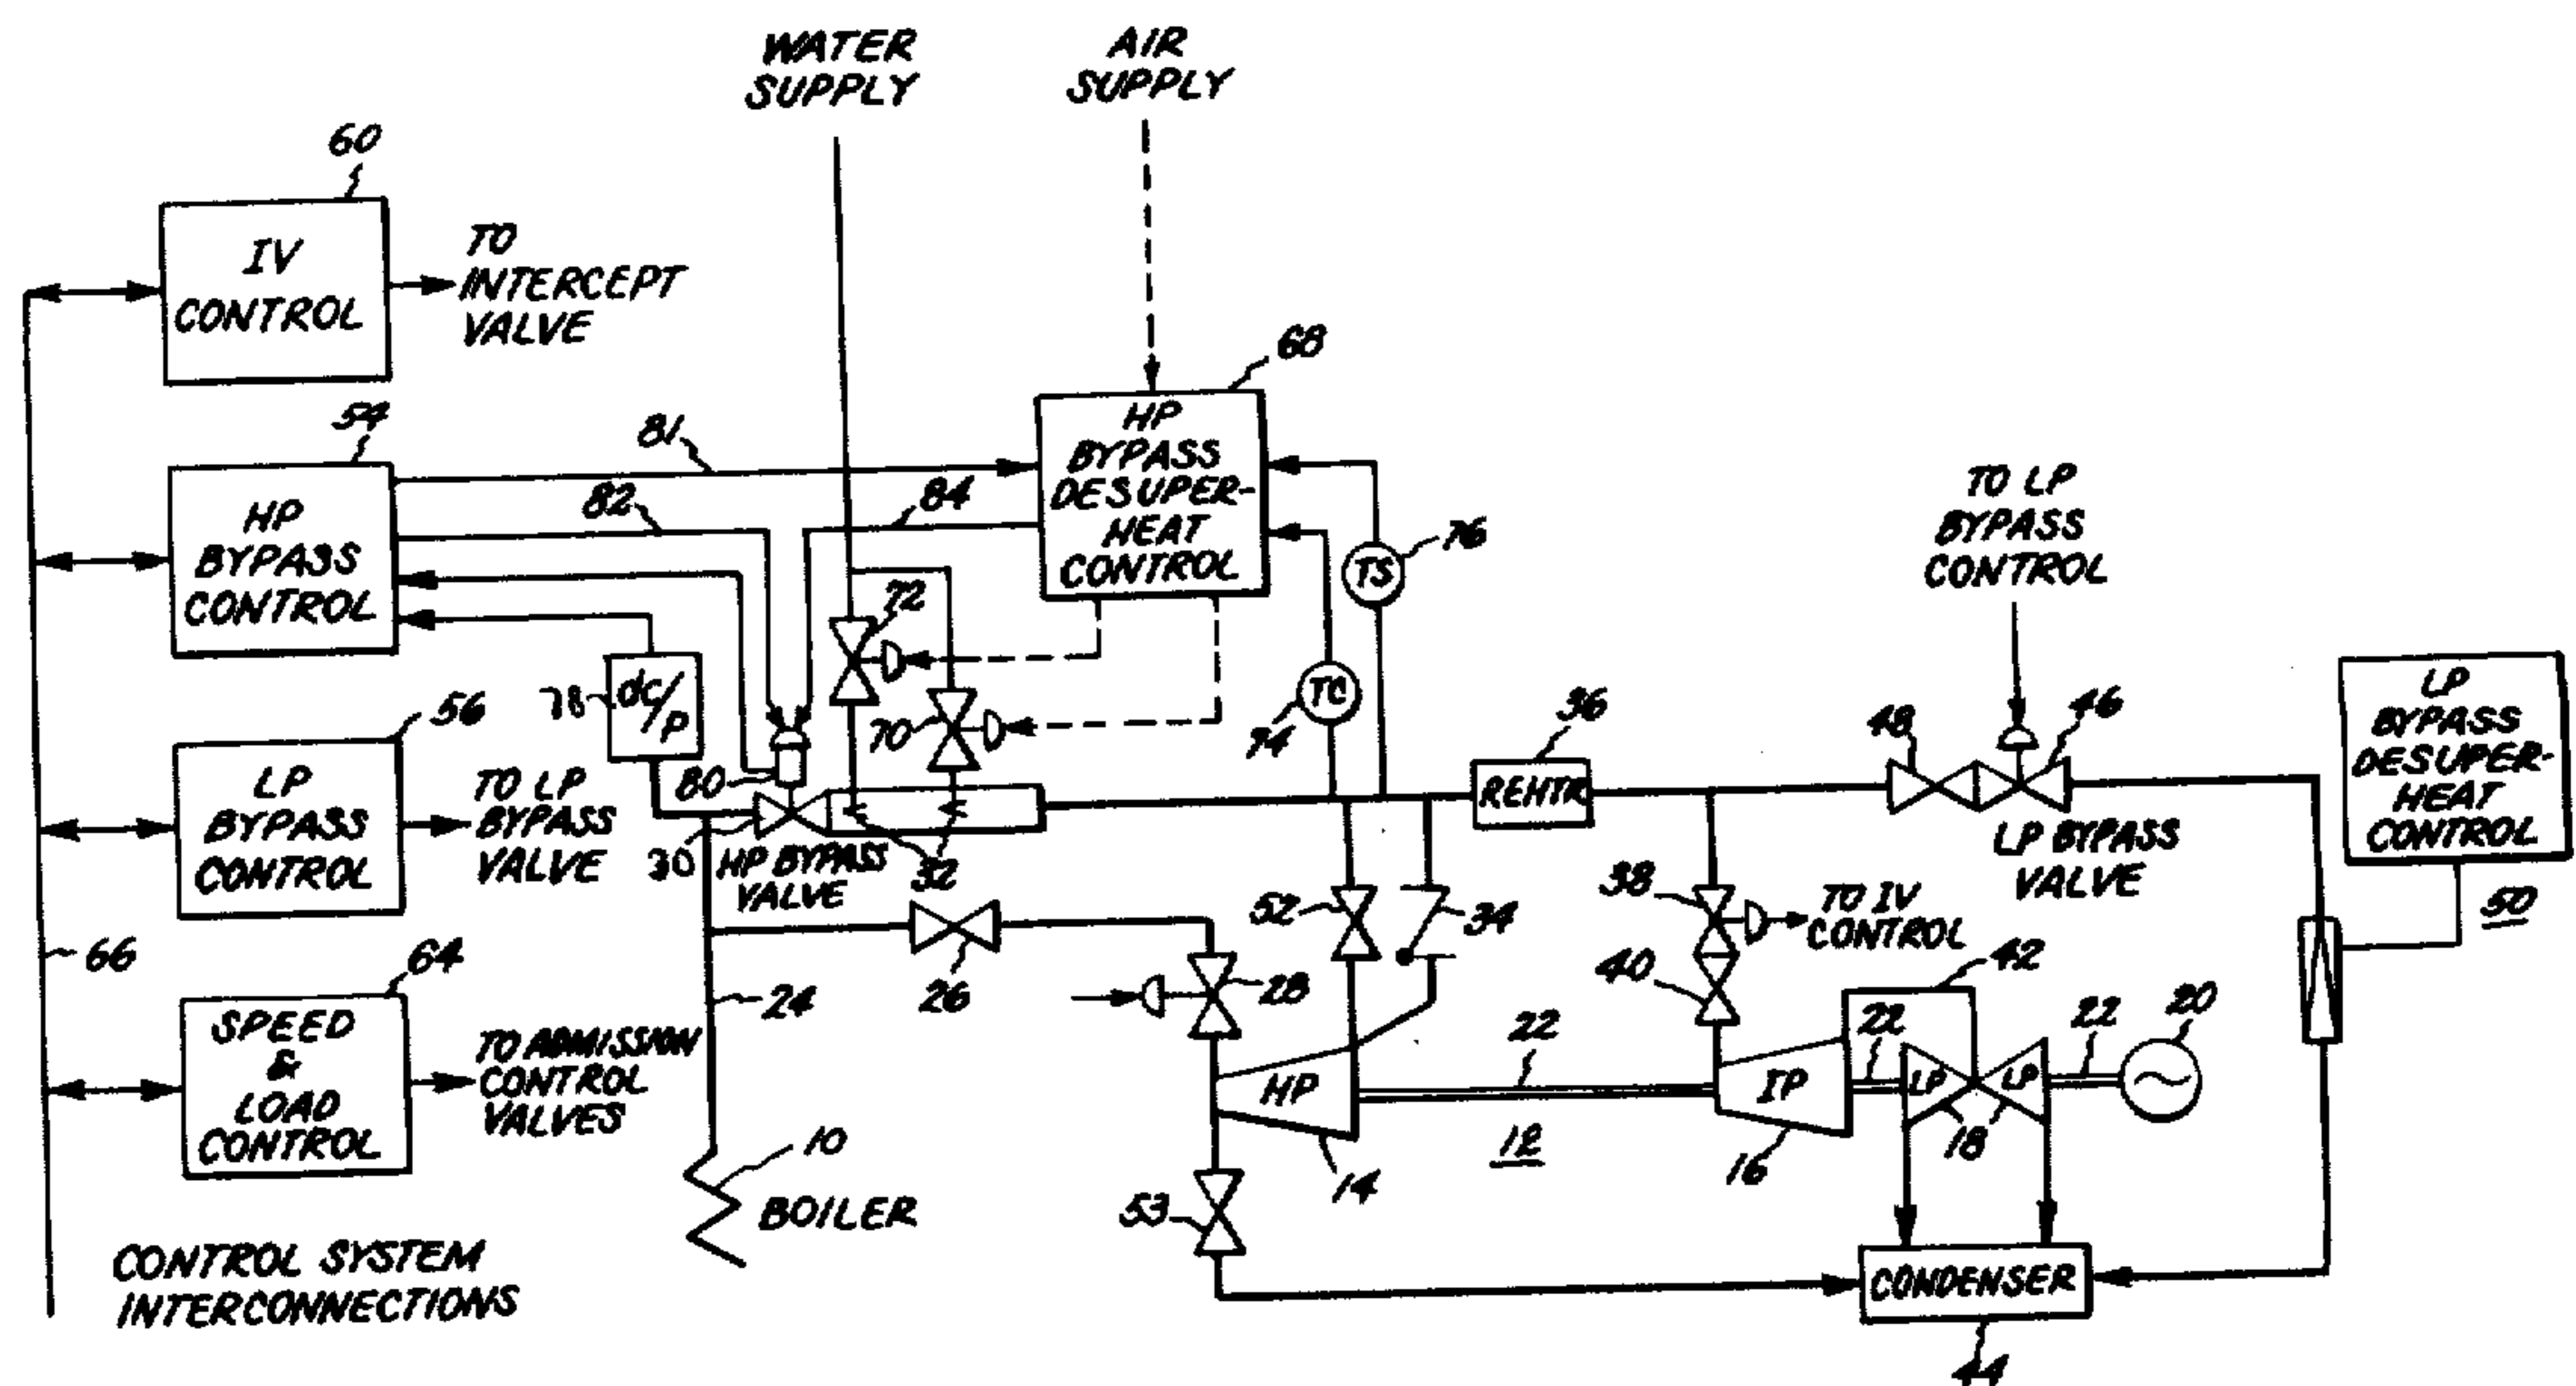 WATER
SUPPLY
AIR
SUPPLY
60
IV
CONTROL
TO
INTERCEPT
VALVE
68
54
HP
BYPASS
CONTROL
81
82
84
HP
BYPASS
DESUPER-
HEAT
CONTROL
TS
76
TC
74
72
70
78
dc/p
80
30
HP BYPASS
VALVE
32
TO LP
BYPASS
CONTROL
36
REHTR
48
46
LP BYPASS
VALVE
LP
BYPASS
DESUPER-
HEAT
CONTROL
50
56
LP
BYPASS
CONTROL
TO LP
BYPASS
VALVE
66
64
SPEED
&
LOAD
CONTROL
TO ADMISSION
CONTROL
VALVES
24
26
28
52
34
38
TO IV
CONTROL
40
42
22
22
22
20
HP
IP
LP
LP
14
12
16
18
10
BOILER
53
CONDENSER
44
CONTROL SYSTEM
INTERCONNECTIONS